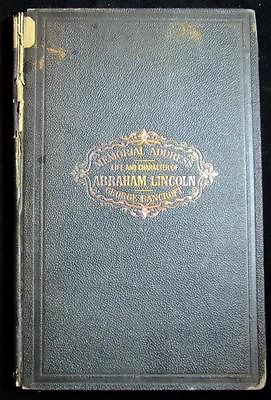 MEMORIAL ADDRESS
LIFE AND CHARACTER OF
ABRAHAM LINCOLN
GEORGE BANCROFT